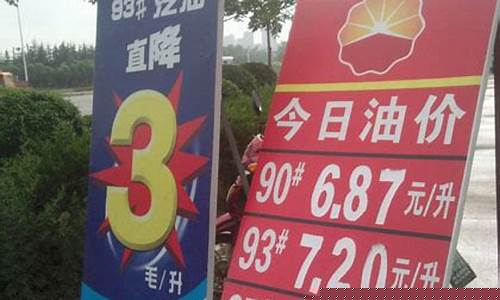 93# 汽油
直降
3
毛/升
今日油价
90# 6.87 元/升
93# 7.20 元/升